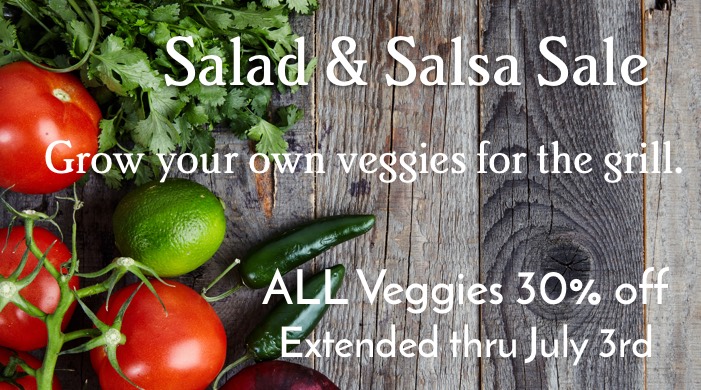 Salad & Salsa Sale
Grow your own veggies for the grill.
ALL Veggies 30% off
Extended thru July 3rd